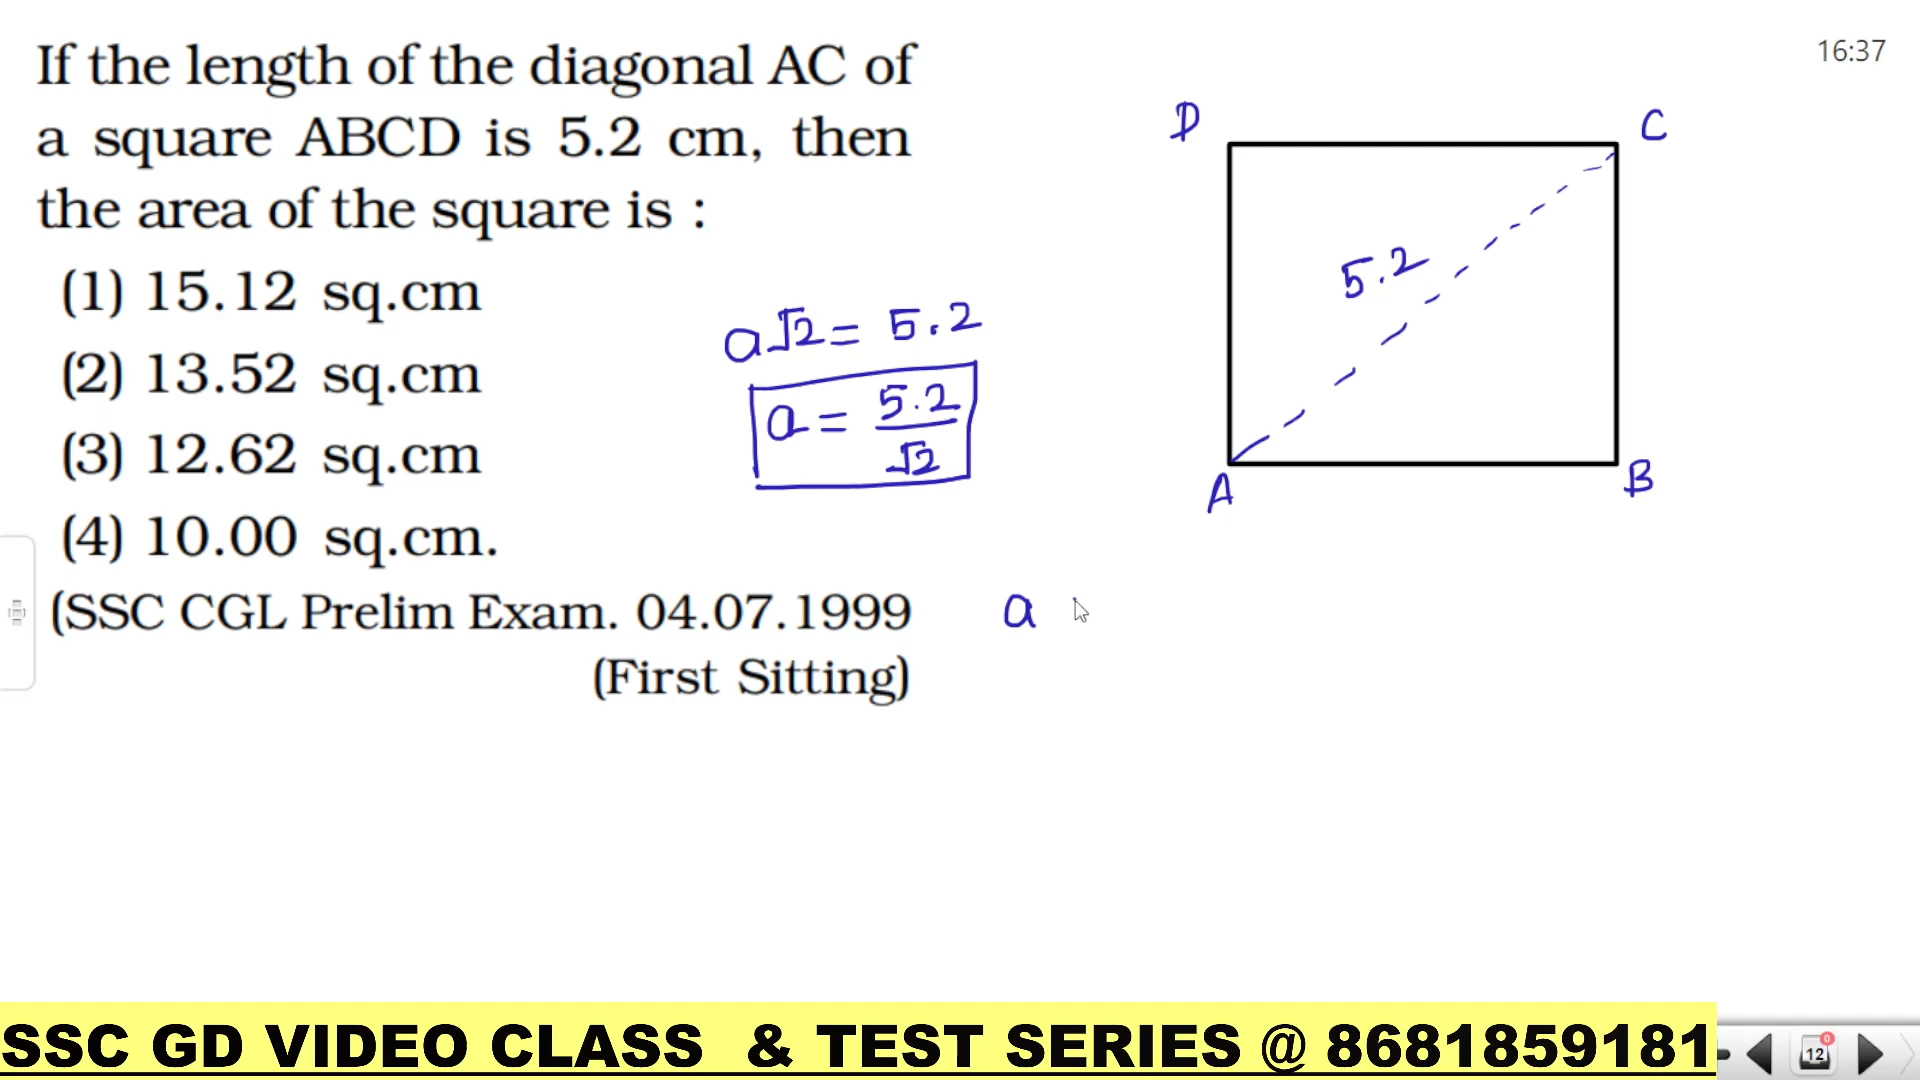 If the length of the diagonal AC of
a square ABCD is 5.2 cm, then
the area of the square is :
(1) 15.12 sq.cm
(2) 13.52 sq.cm
(3) 12.62 sq.cm
(4) 10.00 sq.cm.
(SSC CGL Prelim Exam. 04.07.1999
(First Sitting)
a√2 = 5.2
a = 5.2/√2
a
16:37
D
C
5.2
A
B
SSC GD VIDEO CLASS & TEST SERIES @ 8681859181
12
0